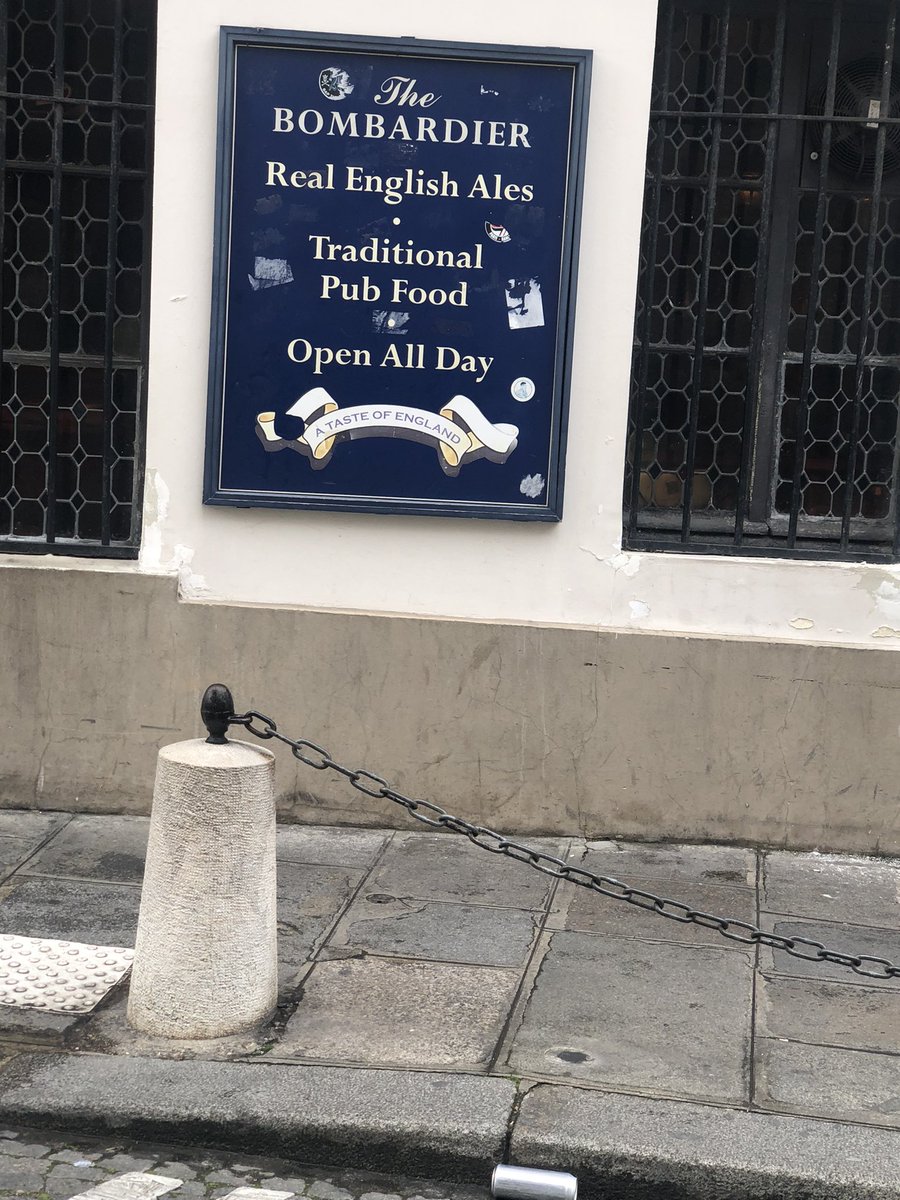 The
BOMBARDIER
Real English Ales
•
Traditional
Pub Food
Open All Day
A TASTE OF ENGLAND